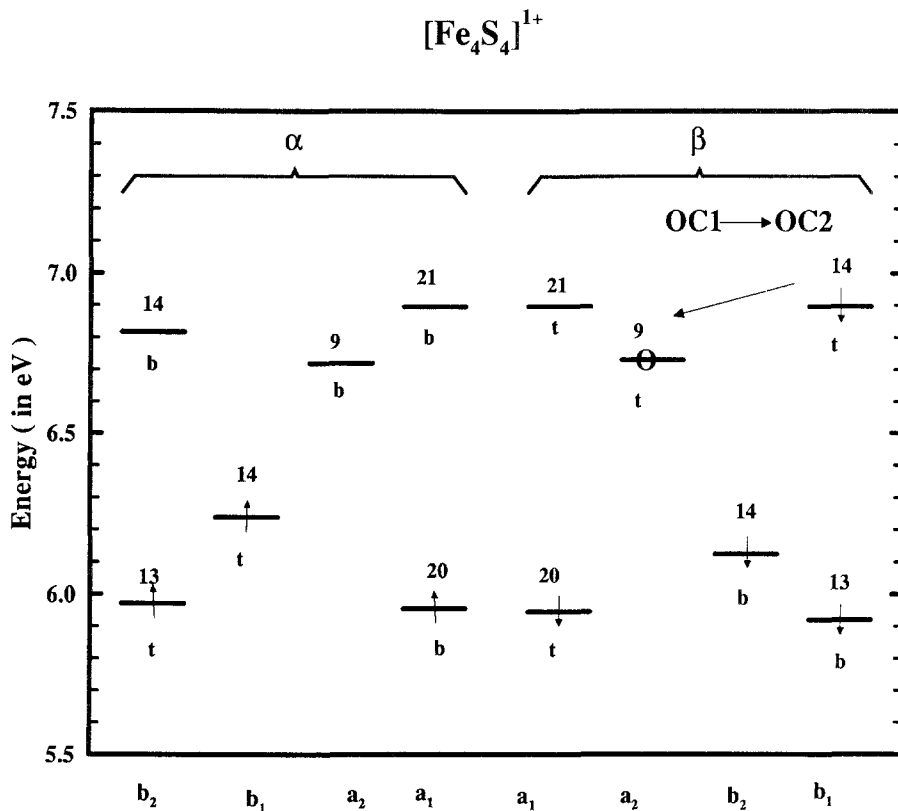 [Fe₄S₄]¹⁺
7.5
α β
OC1 → OC2
7.0
14 9 21 21 9 14
b b b t t t
Energy ( in eV )
6.5
14 14
t b
13 20 20 13
6.0
t b t b
5.5
b₂ b₁ a₂ a₁ a₁ a₂ b₂ b₁